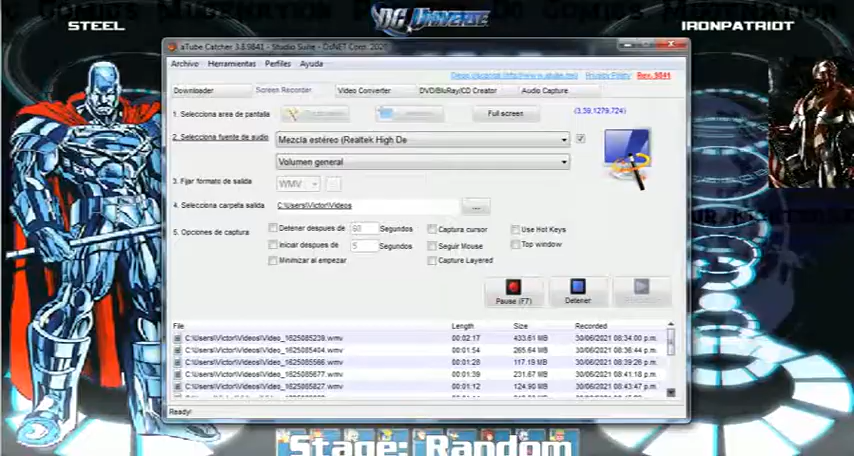 DC UNIVERSE
STEEL
IRONPATRIOT
aTube Catcher 3.8.9841 - Studio Suite - DsNET Corp. 2020
Archivo Herramientas Perfiles Ayuda
Privacy Policy Rev. 9841
Downloader Screen Recorder Video Converter DVD/BluRay/CD Creator Audio Capture
1. Selecciona area de pantalla Full screen (3,39,1279,724)
2. Selecciona fuente de audio Mezcla estéreo (Realtek High De
Volumen general
3. Fijar formato de salida WMV
4. Selecciona carpeta salida C:\Users\Victor\Videos ...
5. Opciones de captura Detener despues de 60 Segundos Captura cursor Use Hot Keys
Iniciar despues de 5 Segundos Seguir Mouse Top window
Minimizar al empezar Capture Layered
Pause (F7) Detener
File Length Size Recorded
C:\Users\Victor\Videos\Video_1625085239.wmv 00:02:17 433.61 MB 30/06/2021 08:34:00 p.m.
C:\Users\Victor\Videos\Video_1625085404.wmv 00:01:54 265.64 MB 30/06/2021 08:36:44 p.m.
C:\Users\Victor\Videos\Video_1625085566.wmv 00:01:28 117.19 MB 30/06/2021 08:39:26 p.m.
C:\Users\Victor\Videos\Video_1625085677.wmv 00:01:39 231.67 MB 30/06/2021 08:41:18 p.m.
C:\Users\Victor\Videos\Video_1625085827.wmv 00:01:12 124.90 MB 30/06/2021 08:43:47 p.m.
Ready!
Stage: Random